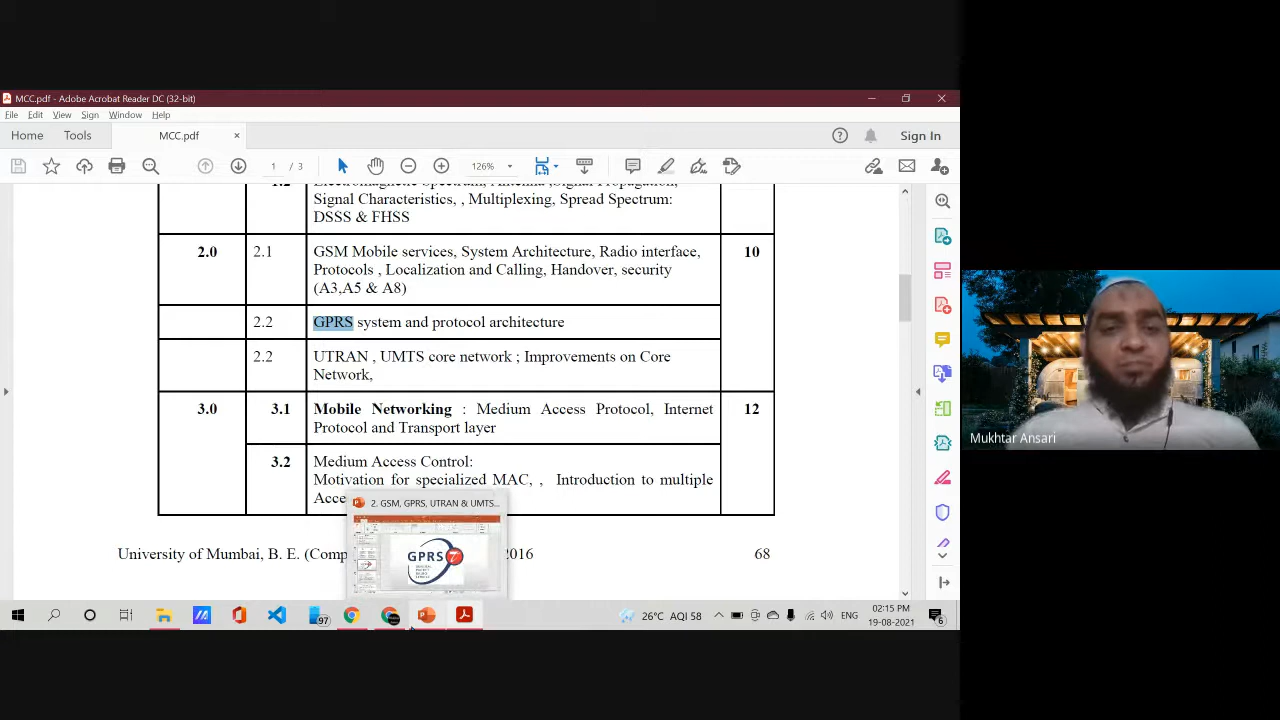 MCC.pdf - Adobe Acrobat Reader DC (32-bit)
File Edit View Sign Window Help
Home Tools MCC.pdf × Sign In
1 / 3 126%
Signal Characteristics, , Multiplexing, Spread Spectrum:
DSSS & FHSS
2.0 2.1 GSM Mobile services, System Architecture, Radio interface, 10
Protocols , Localization and Calling, Handover, security
(A3,A5 & A8)
2.2 GPRS system and protocol architecture
2.2 UTRAN , UMTS core network ; Improvements on Core
Network,
3.0 3.1 Mobile Networking : Medium Access Protocol, Internet 12
Protocol and Transport layer
3.2 Medium Access Control:
Motivation for specialized MAC, , Introduction to multiple
Acce
2. GSM, GPRS, UTRAN & UMTS...
GPRS 7
University of Mumbai, B. E. (Comp 2016 68
97 26°C AQI 58 ENG 02:15 PM
19-08-2021 6
Mukhtar Ansari